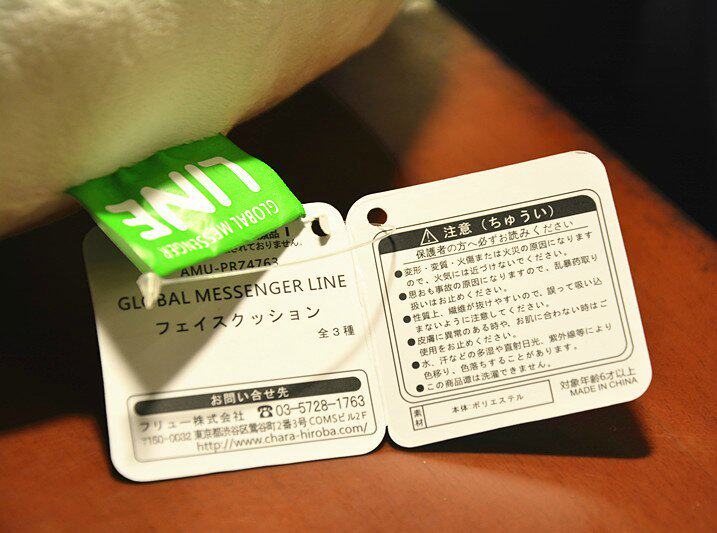 LINE
GLOBAL MESSENGER
されておりません。
AMU-PRZ4763
GLOBAL MESSENGER LINE
フェイスクッション
全3種
お問い合せ先
フリュー株式会社 ☎03-5728-1763
〒150-0032 東京都渋谷区鶯谷町2番3号 COMSビル2F
http://www.chara-hiroba.com/
⚠注意(ちゅうい)
保護者の方へ必ずお読みください
●変形・変質・火傷または火災の原因になります
ので、火気には近づけないでください。
●思わぬ事故の原因になりますので、乱暴な取り
扱いはお止めください。
●性質上、繊維が抜けやすいので、誤って吸い込
まないように注意してください。
●皮膚に異常のある時や、お肌に合わない時はご
使用をお止めください。
●水、汗などの多湿や直射日光、紫外線等により
色移り、色落ちすることがあります。
●この商品は洗濯できません。
素材
本体:ポリエステル
対象年齢6才以上
MADE IN CHINA